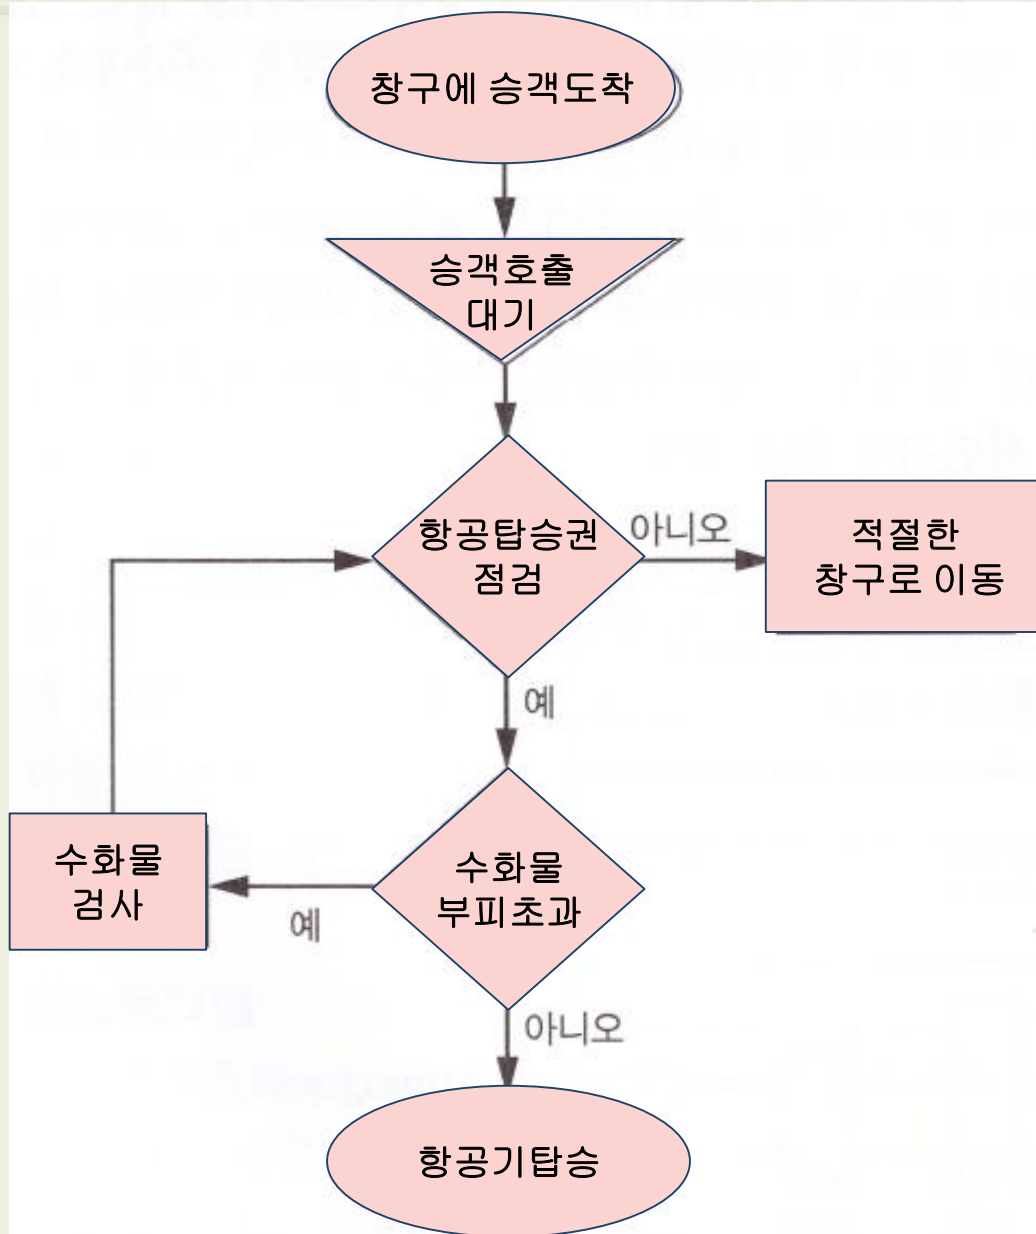 창구에 승객도착
승객호출
대기
항공탑승권
점검
아니오
적절한
창구로 이동
예
수화물
부피초과
예
수화물
검사
아니오
항공기탑승